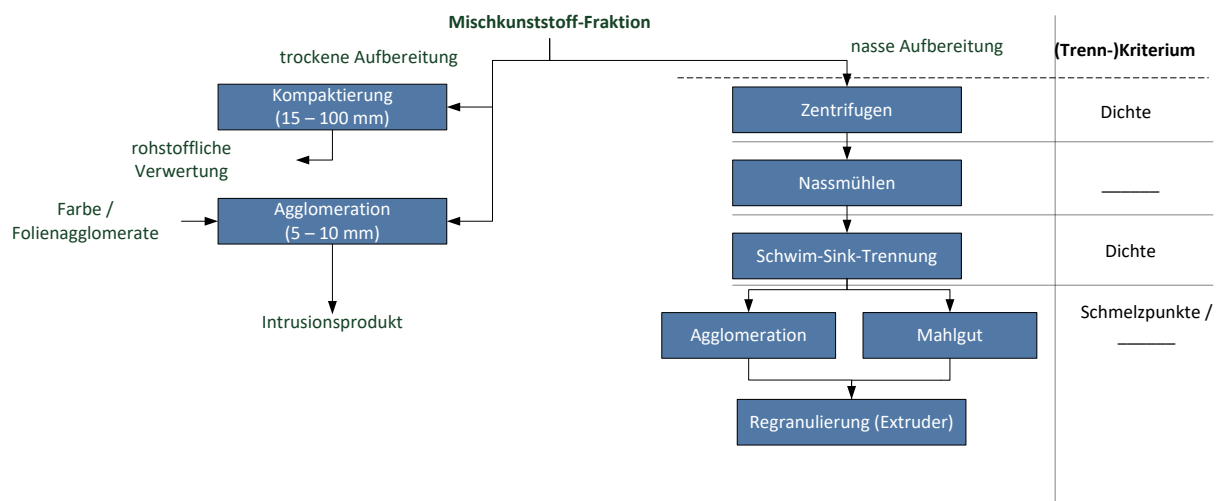 Mischkunststoff-Fraktion
trockene Aufbereitung
nasse Aufbereitung
(Trenn-)Kriterium
Kompaktierung
(15 – 100 mm)
rohstoffliche
Verwertung
Farbe /
Folienagglomerate
Agglomeration
(5 – 10 mm)
Intrusionsprodukt
Zentrifugen
Dichte
Nassmühlen
______
Schwim-Sink-Trennung
Dichte
Agglomeration
Mahlgut
Schmelzpunkte /
______
Regranulierung (Extruder)